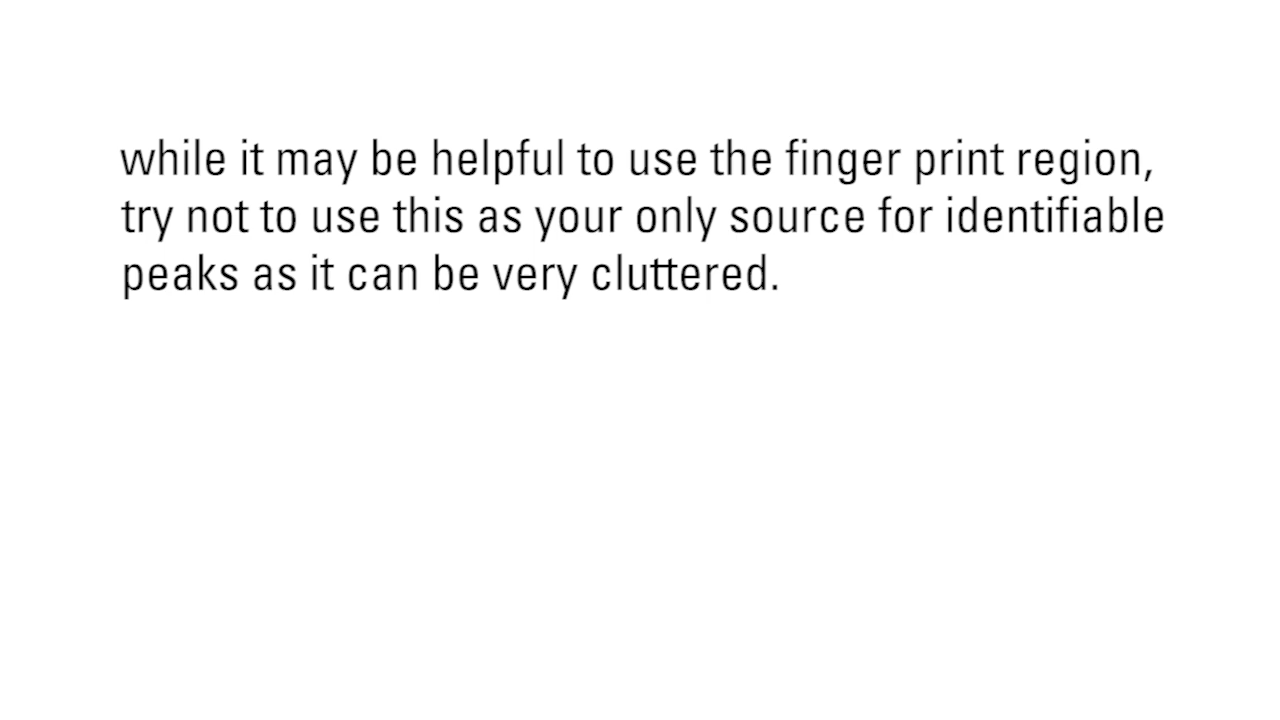 while it may be helpful to use the finger print region,
try not to use this as your only source for identifiable
peaks as it can be very cluttered.